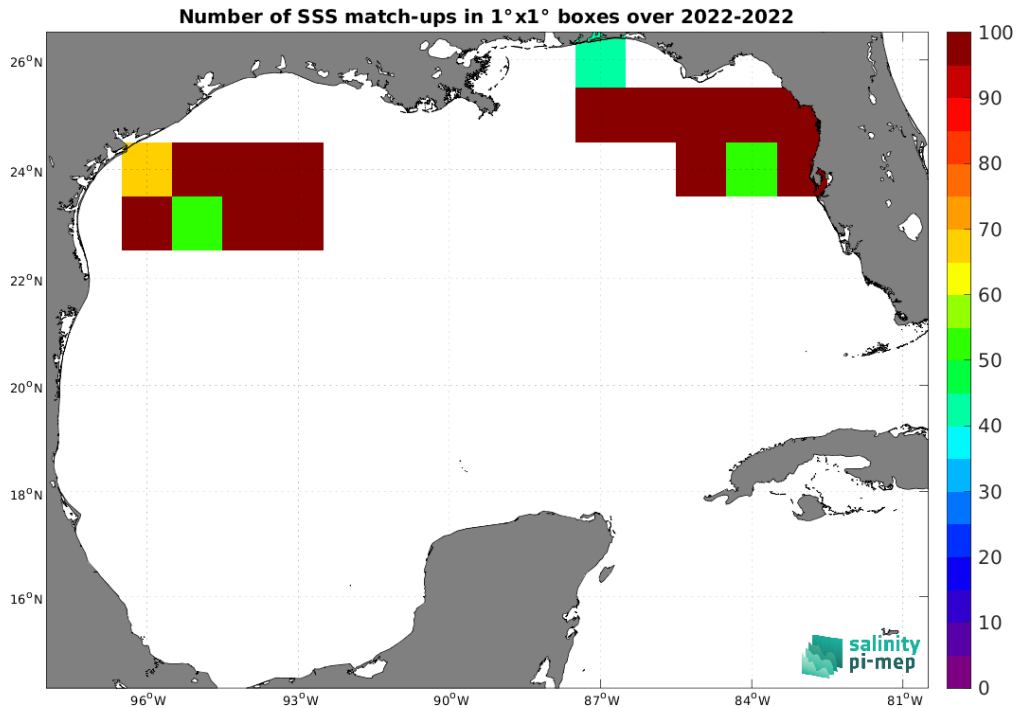 Number of SSS match-ups in 1°x1° boxes over 2022-2022
26°N
24°N
22°N
20°N
18°N
16°N
96°W
93°W
90°W
87°W
84°W
81°W
100
90
80
70
60
50
40
30
20
10
0
salinity
pi-mep